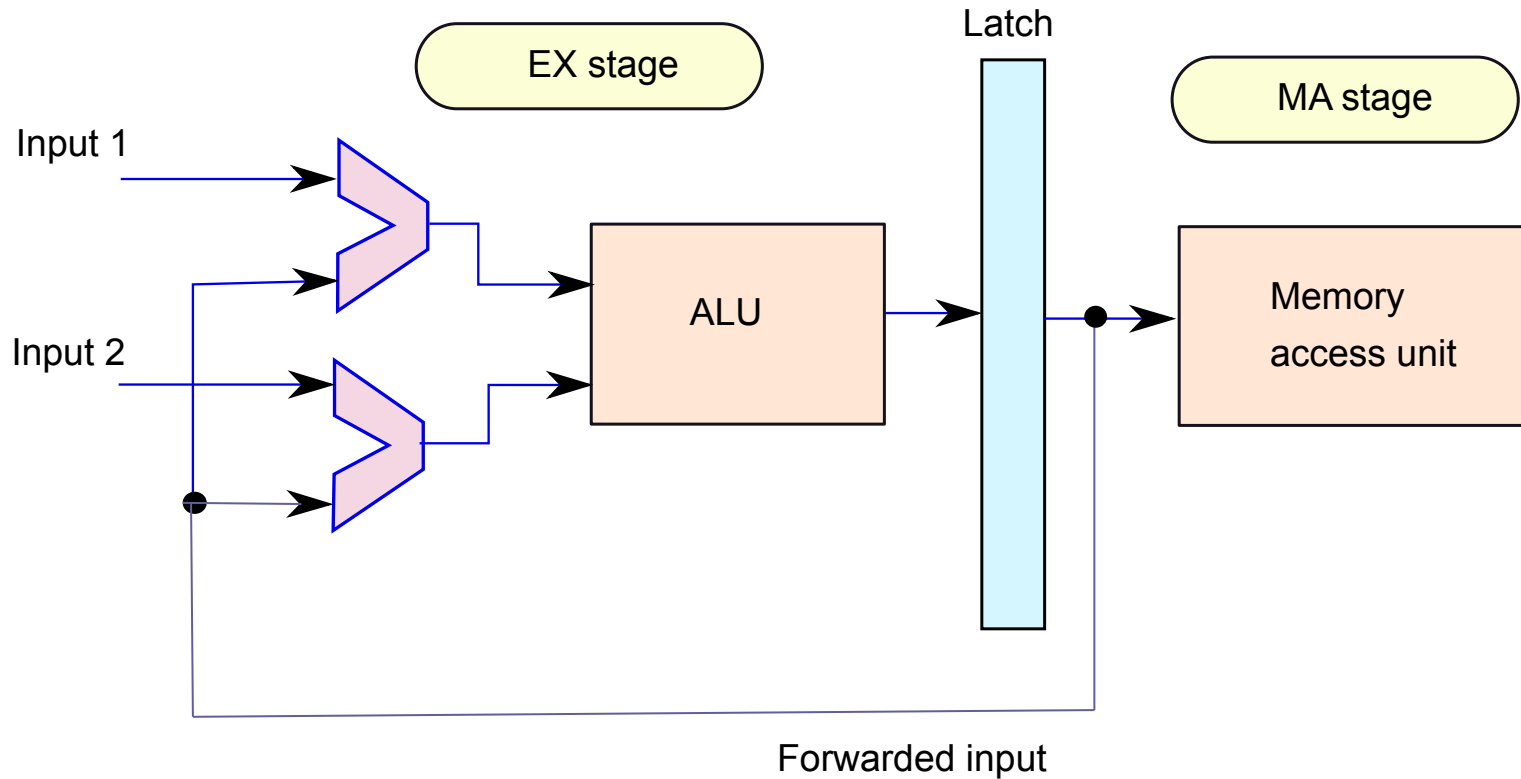 Latch
EX stage
MA stage
Input 1
ALU
Memory
access unit
Input 2
Forwarded input